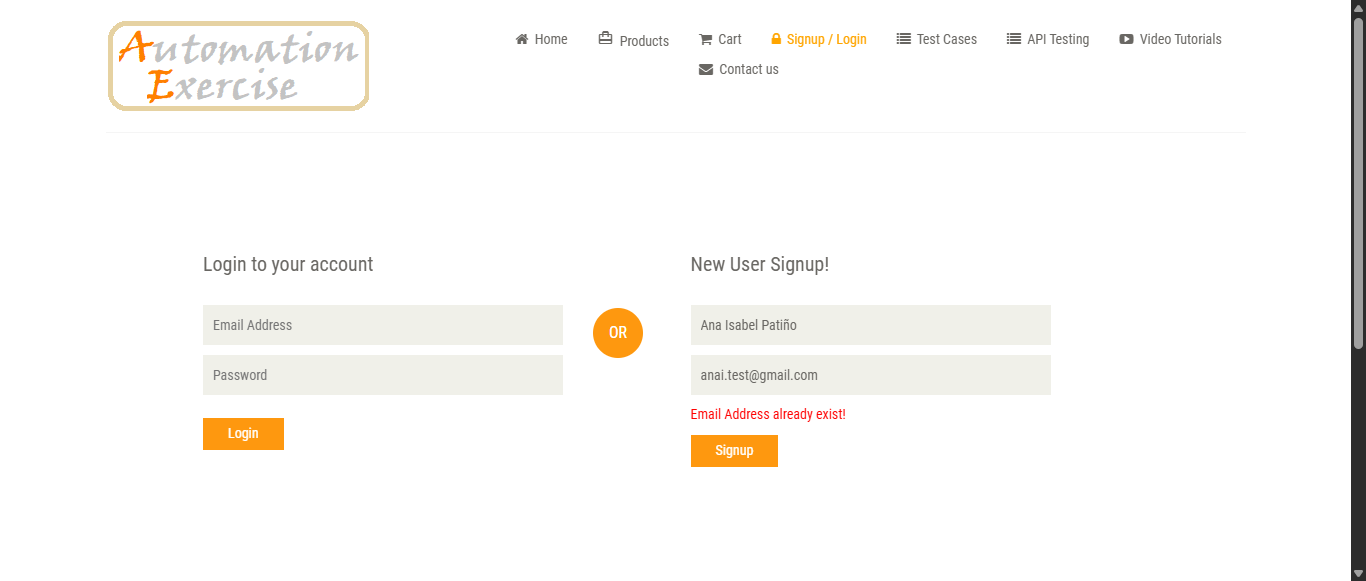 Automation
Exercise
Home
Products
Cart
Signup / Login
Test Cases
API Testing
Video Tutorials
Contact us
Login to your account
Email Address
Password
Login
OR
New User Signup!
Ana Isabel Patiño
anai.test@gmail.com
Email Address already exist!
Signup